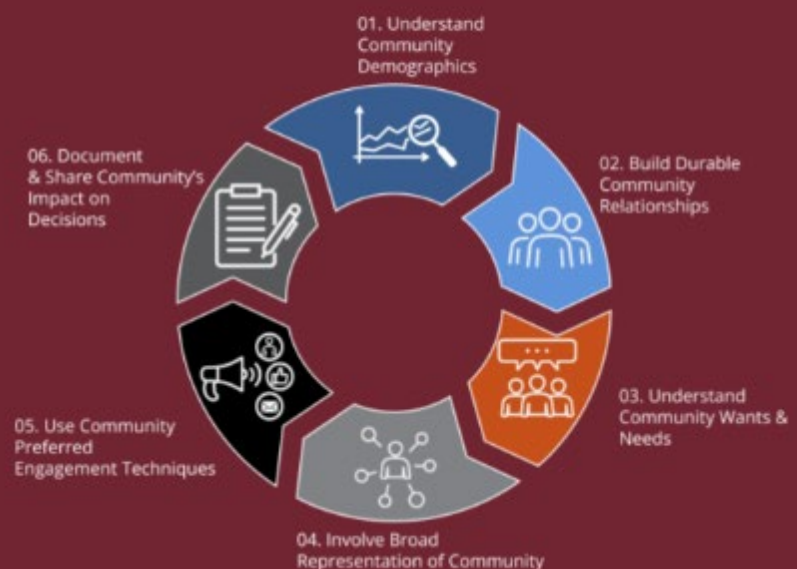 01. Understand
Community
Demographics
02. Build Durable
Community
Relationships
03. Understand
Community Wants &
Needs
04. Involve Broad
Representation of Community
05. Use Community
Preferred
Engagement Techniques
06. Document
& Share Community's
Impact on
Decisions